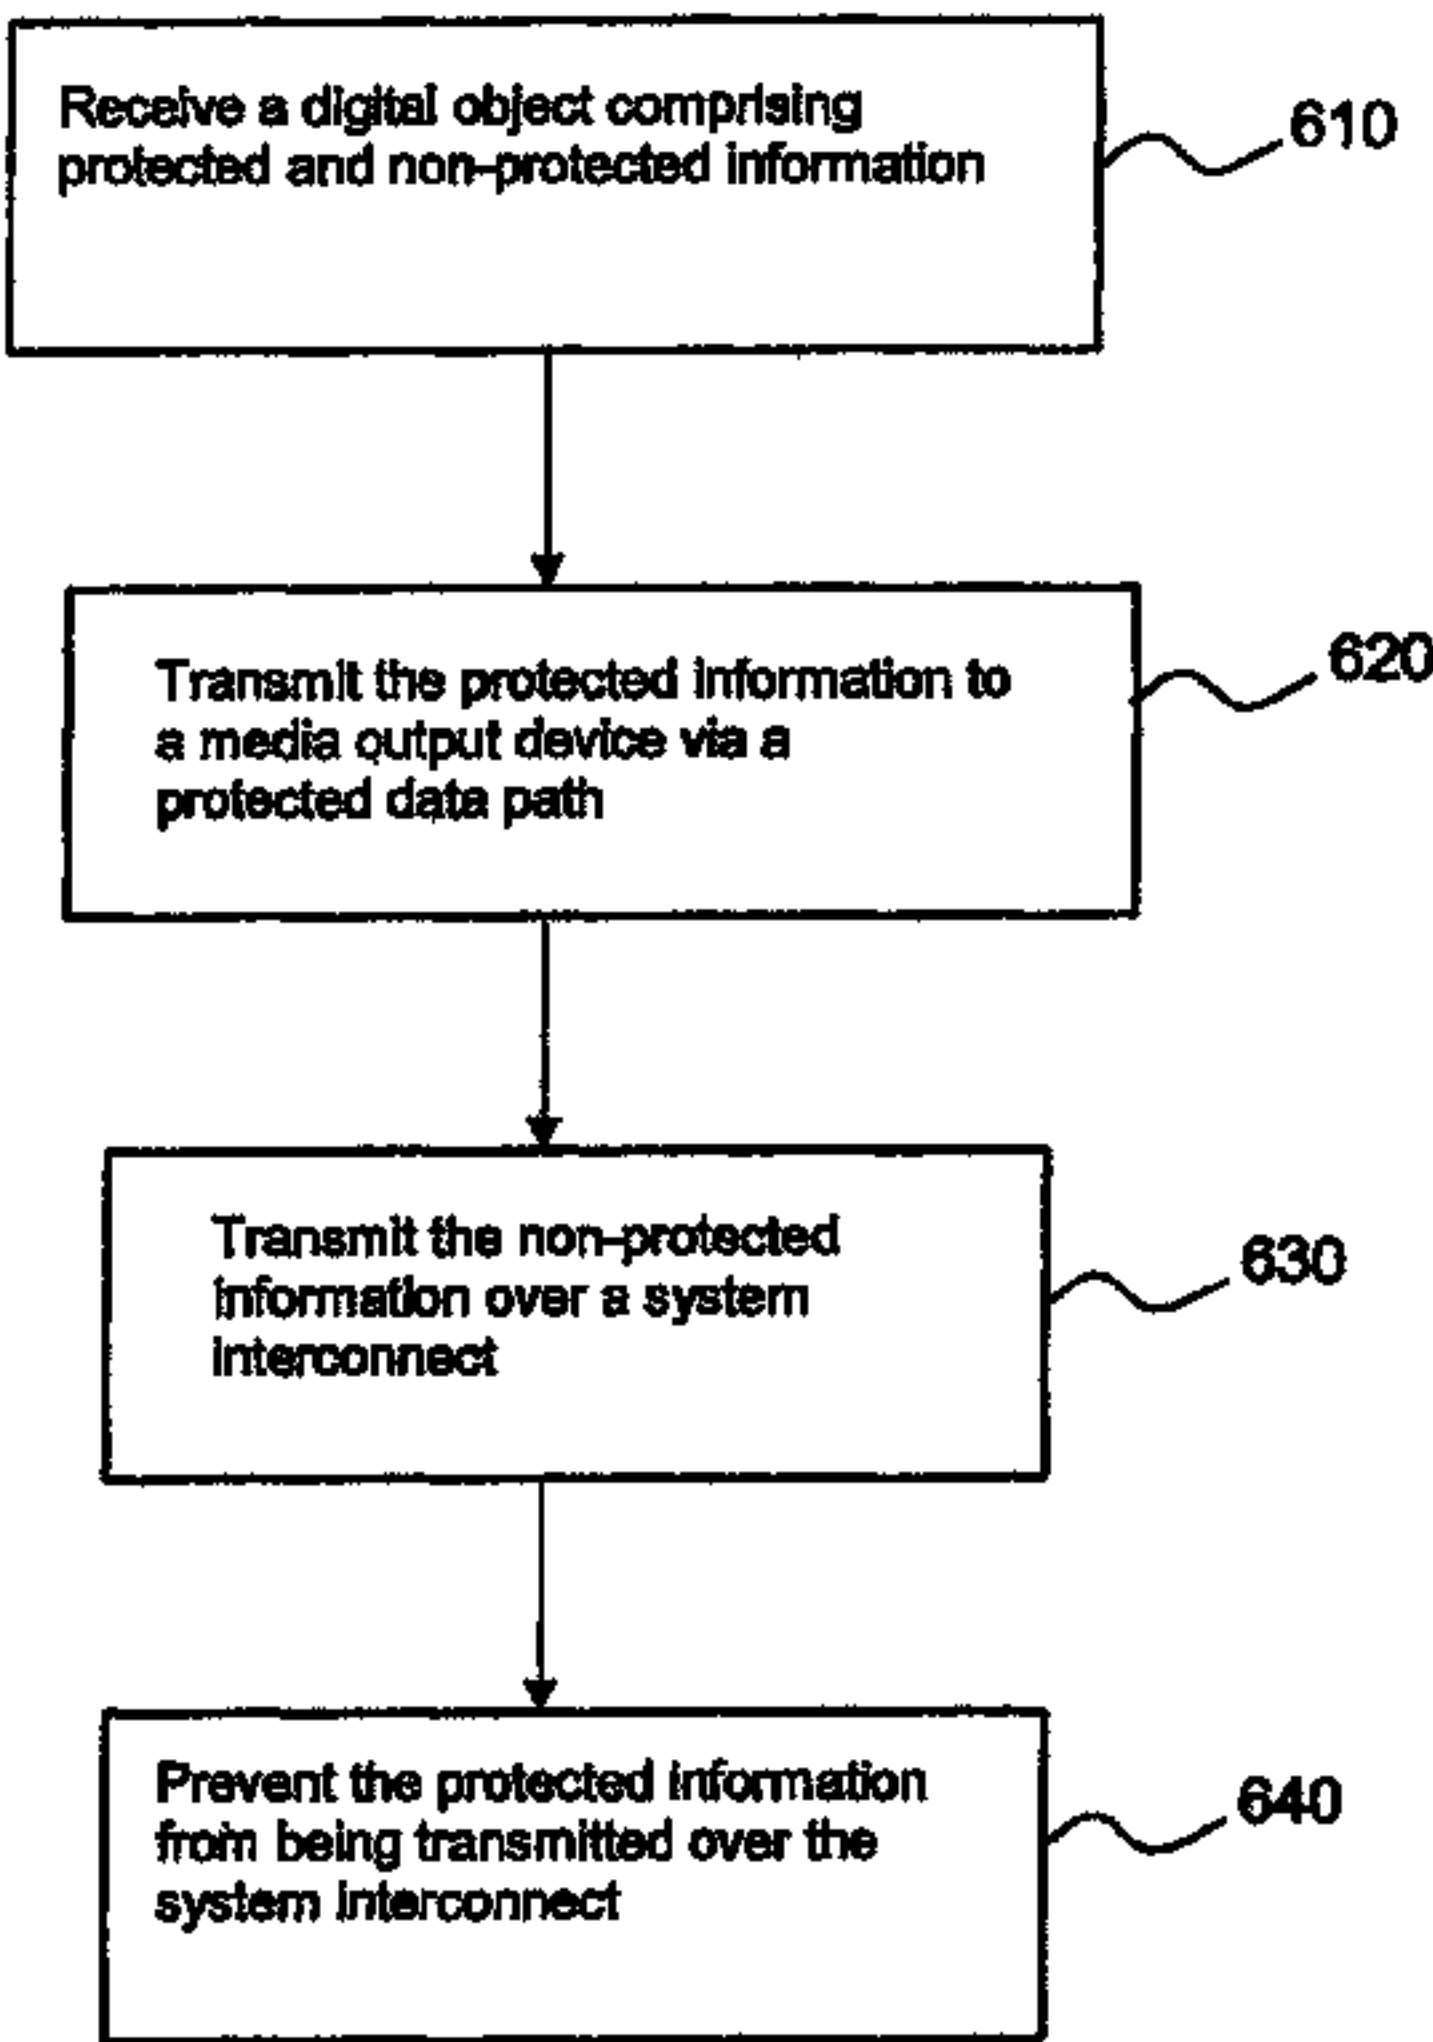 Receive a digital object comprising
protected and non-protected information
610
Transmit the protected information to
a media output device via a
protected data path
620
Transmit the non-protected
information over a system
interconnect
630
Prevent the protected information
from being transmitted over the
system interconnect
640